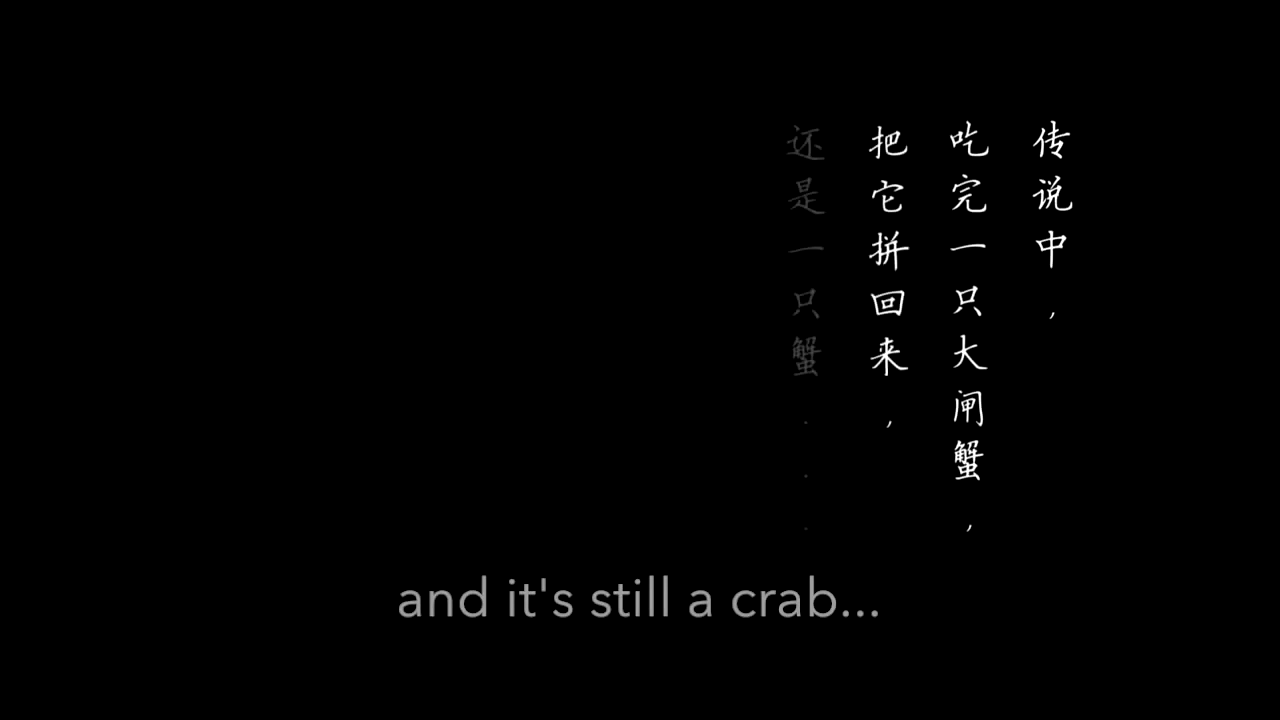 传说中，
吃完一只大闸蟹，
把它拼回来，
还是一只蟹...
and it's still a crab...